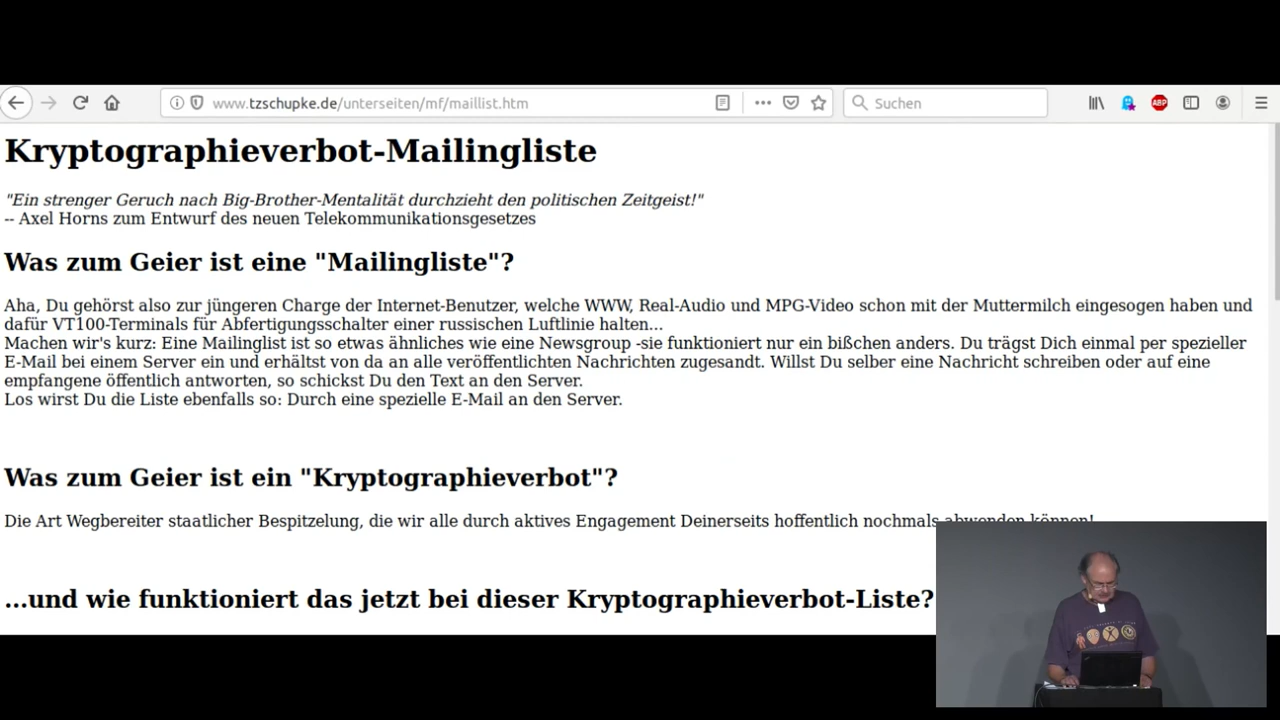 www.tzschupke.de/unterseiten/mf/maillist.htm
Suchen
ABP
Kryptographieverbot-Mailingliste
"Ein strenger Geruch nach Big-Brother-Mentalität durchzieht den politischen Zeitgeist!"
-- Axel Horns zum Entwurf des neuen Telekommunikationsgesetzes
Was zum Geier ist eine "Mailingliste"?
Aha, Du gehörst also zur jüngeren Charge der Internet-Benutzer, welche WWW, Real-Audio und MPG-Video schon mit der Muttermilch eingesogen haben und
dafür VT100-Terminals für Abfertigungsschalter einer russischen Luftlinie halten...
Machen wir's kurz: Eine Mailinglist ist so etwas ähnliches wie eine Newsgroup -sie funktioniert nur ein bißchen anders. Du trägst Dich einmal per spezieller
E-Mail bei einem Server ein und erhältst von da an alle veröffentlichten Nachrichten zugesandt. Willst Du selber eine Nachricht schreiben oder auf eine
empfangene öffentlich antworten, so schickst Du den Text an den Server.
Los wirst Du die Liste ebenfalls so: Durch eine spezielle E-Mail an den Server.
Was zum Geier ist ein "Kryptographieverbot"?
Die Art Wegbereiter staatlicher Bespitzelung, die wir alle durch aktives Engagement Deinerseits hoffentlich nochmals abwenden können!
...und wie funktioniert das jetzt bei dieser Kryptographieverbot-Liste?